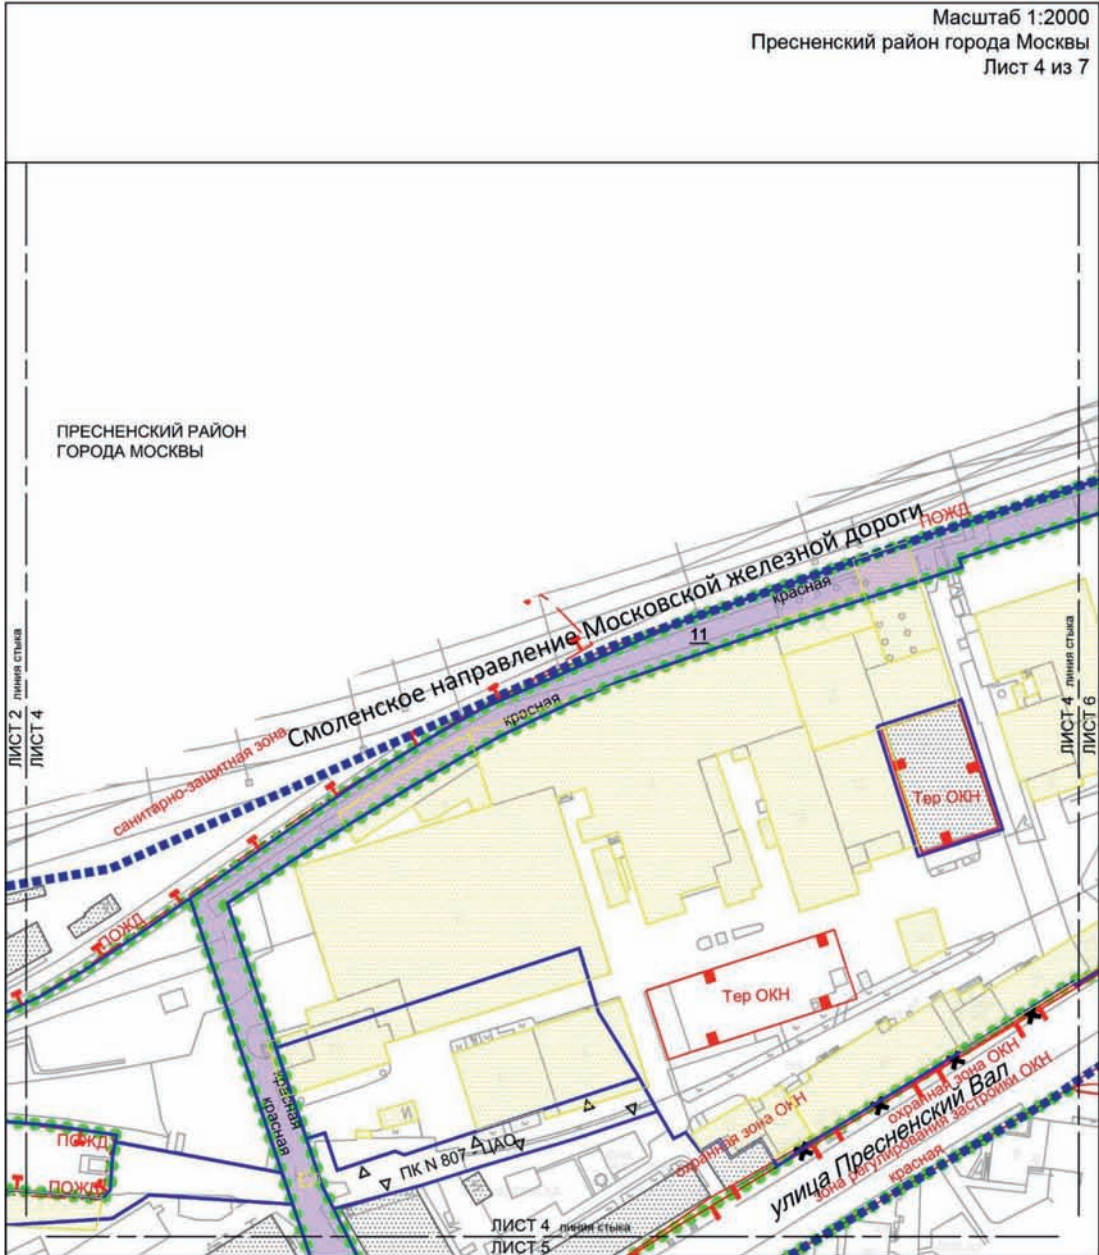 Масштаб 1:2000
Пресненский район города Москвы
Лист 4 из 7
ПРЕСНЕНСКИЙ РАЙОН
ГОРОДА МОСКВЫ
ЛИСТ 2 линия стыка
ЛИСТ 4
ЛИСТ 4 линия стыка
ЛИСТ 6
Смоленское направление Московской железной дороги
ПОЖД
красная
11
красная
санитарно-защитная зона
Тер ОКН
ПОЖД
Тер ОКН
красная
красная
охранная зона ОКН
охранная зона ОКН
улица Пресненский Вал
зона регулирования застройки ОКН
красная
ПК N 807 - ЦАО
ПОЖД
ПОЖД
ЛИСТ 4 линия стыка
ЛИСТ 5